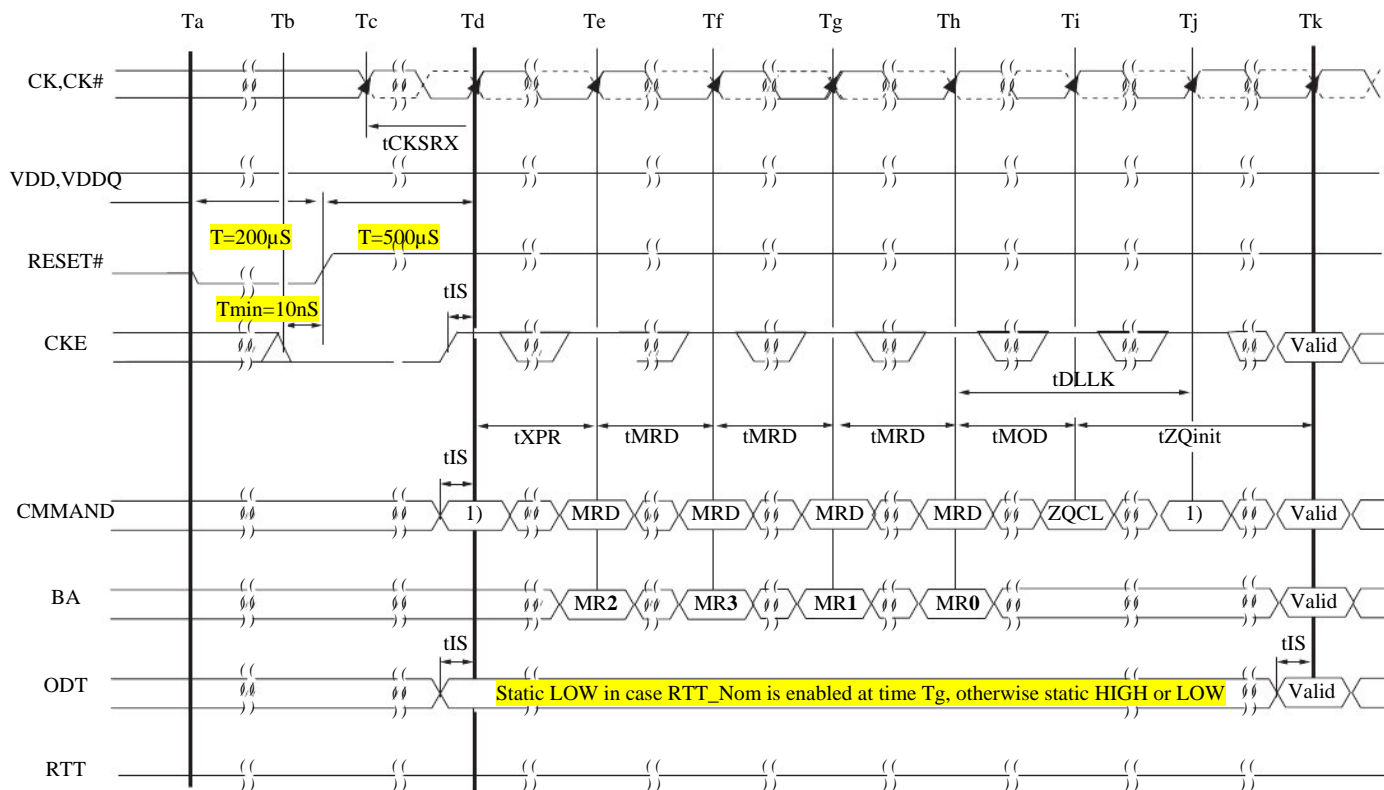 Ta Tb Tc Td Te Tf Tg Th Ti Tj Tk
CK,CK#
tCKSRX
VDD,VDDQ
T=200µS T=500µS
RESET#
Tmin=10nS tIS
CKE Valid
tDLLK
tXPR tMRD tMRD tMRD tMOD tZQinit
tIS
CMMAND 1) MRD MRD MRD MRD ZQCL 1) Valid
BA MR2 MR3 MR1 MR0 Valid
tIS tIS
ODT Static LOW in case RTT_Nom is enabled at time Tg, otherwise static HIGH or LOW Valid
RTT